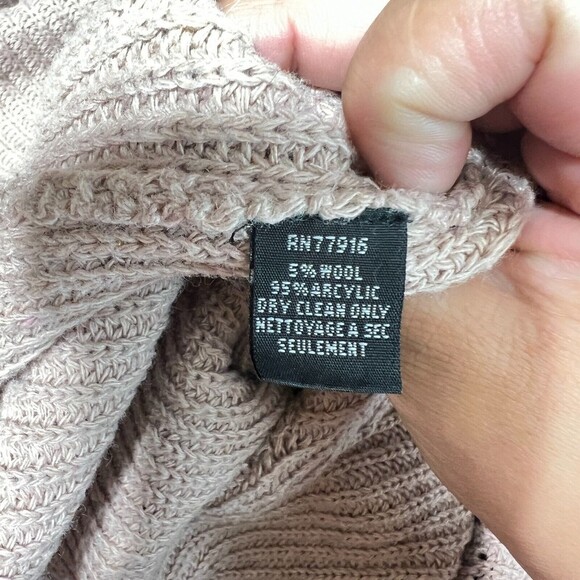 RN77916
5% WOOL
95% ARCYLIC
DRY CLEAN ONLY
NETTOYAGE A SEC
SEULEMENT